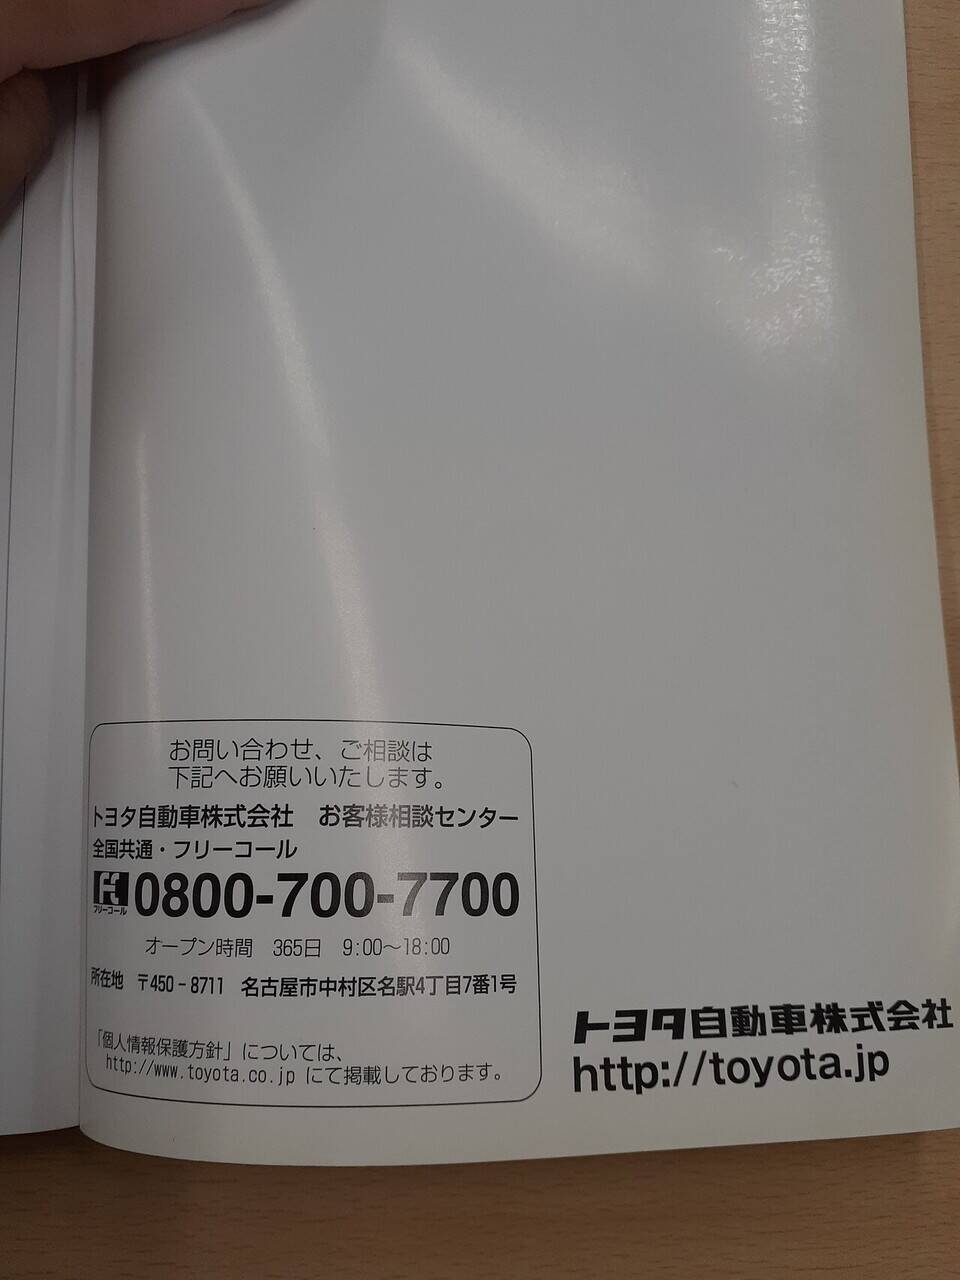 お問い合わせ、ご相談は
下記へお願いいたします。
トヨタ自動車株式会社　お客様相談センター
全国共通・フリーコール
フリーコール 0800-700-7700
オープン時間　365日　9:00〜18:00
所在地　〒450-8711　名古屋市中村区名駅4丁目7番1号
「個人情報保護方針」については、
http://www.toyota.co.jp にて掲載しております。
トヨタ自動車株式会社
http://toyota.jp